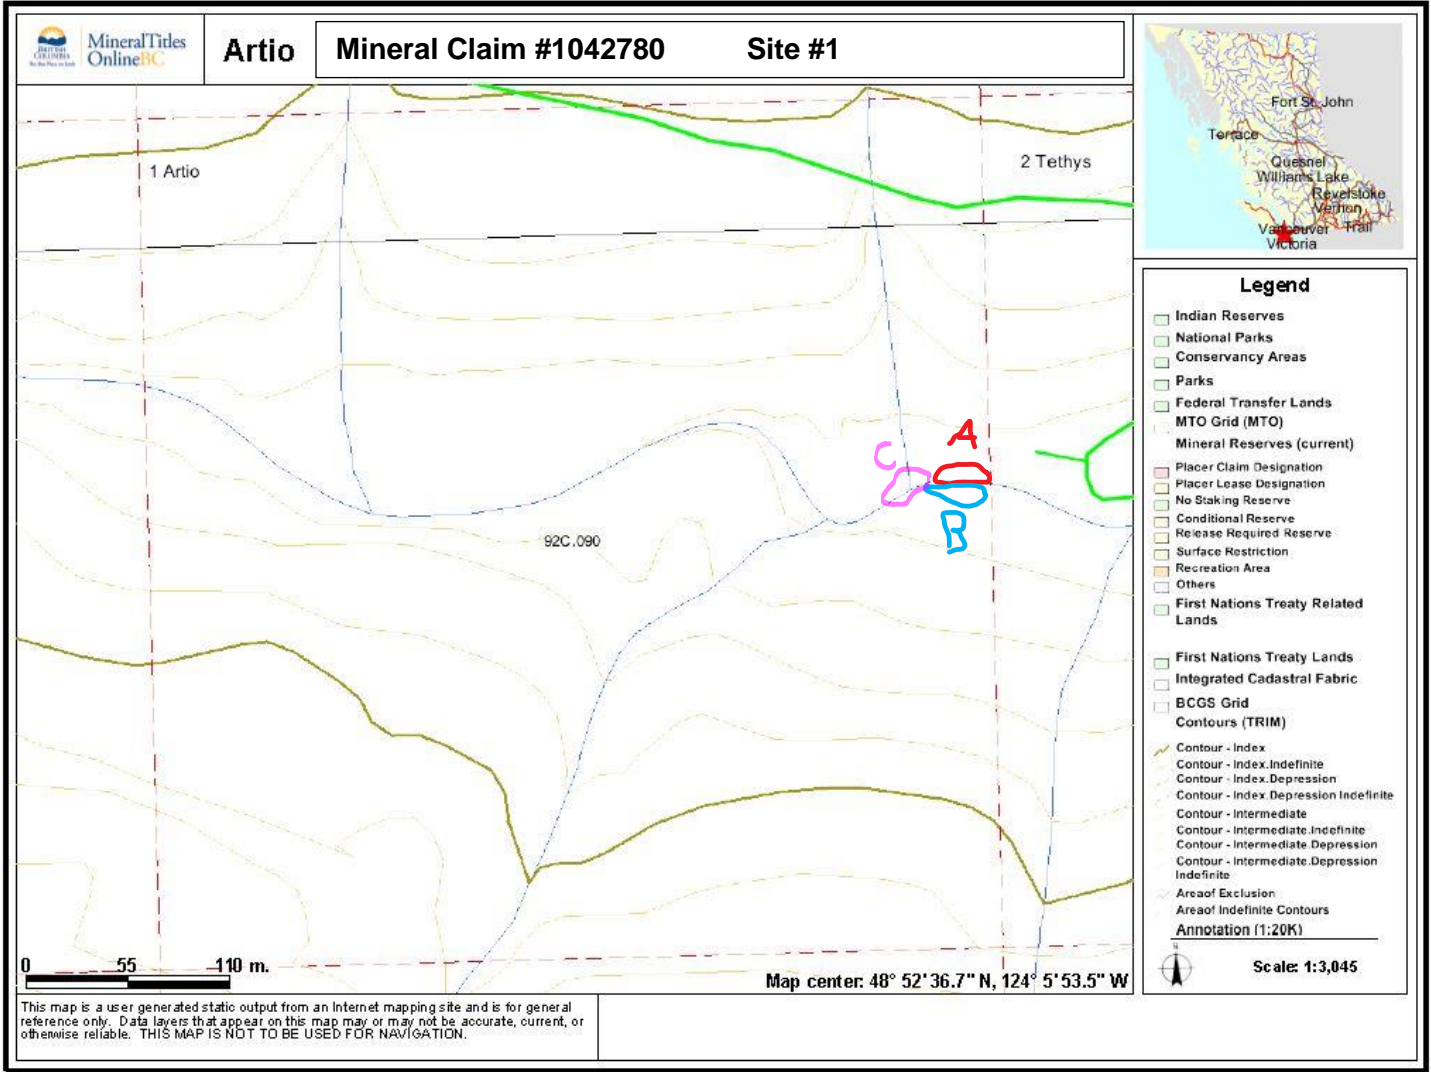 BRITISH
COLUMBIA
MineralTitles
OnlineBC
Artio
Mineral Claim #1042780 Site #1
1 Artio
2 Tethys
A
C
B
92C.090
0 55 110 m.
Map center: 48° 52' 36.7" N, 124° 5' 53.5" W
Fort St. John
Terrace
Quesnel
Williams Lake
Revelstoke
Vernon
Vancouver Trail
Victoria
Legend
Indian Reserves
National Parks
Conservancy Areas
Parks
Federal Transfer Lands
MTO Grid (MTO)
Mineral Reserves (current)
Placer Claim Designation
Placer Lease Designation
No Staking Reserve
Conditional Reserve
Release Required Reserve
Surface Restriction
Recreation Area
Others
First Nations Treaty Related
Lands
First Nations Treaty Lands
Integrated Cadastral Fabric
BCGS Grid
Contours (TRIM)
Contour - Index
Contour - Index.Indefinite
Contour - Index.Depression
Contour - Index.Depression Indefinite
Contour - Intermediate
Contour - Intermediate.Indefinite
Contour - Intermediate.Depression
Contour - Intermediate.Depression
Indefinite
Areaof Exclusion
Areaof Indefinite Contours
Annotation (1:20K)
N
Scale: 1:3,045
This map is a user generated static output from an Internet mapping site and is for general
reference only. Data layers that appear on this map may or may not be accurate, current, or
otherwise reliable. THIS MAP IS NOT TO BE USED FOR NAVIGATION.